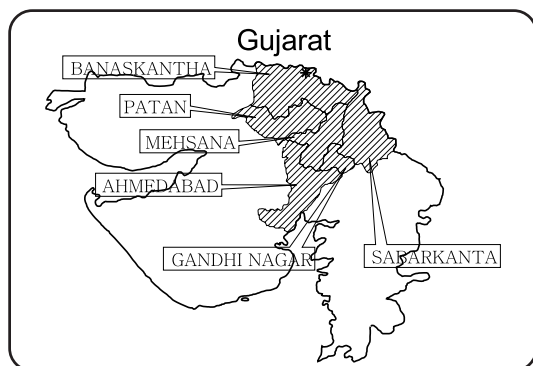 Gujarat
BANASKANTHA
PATAN
MEHSANA
AHMEDABAD
GANDHI NAGAR
SABARKANTA